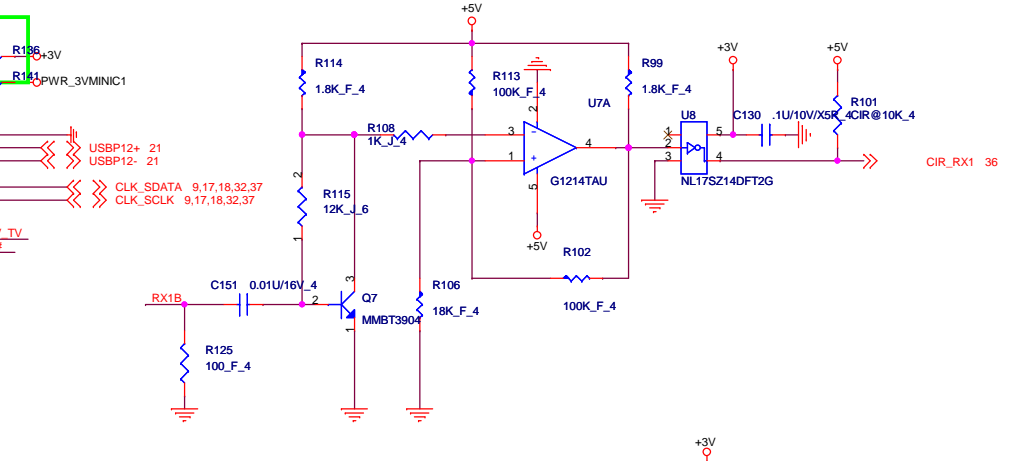 +5V
R136
+3V
R114
R113
R99
+3V
+5V
R141
PWR_3VMINIC1
1.8K_F_4
100K_F_4
1.8K_F_4
2
U7A
R101
U8
C130
.1U/10V/X5R_4
CIR@10K_4
R108
1K_J_4
3
-
1
5
USBP12+ 21
4
2
USBP12- 21
1
+
3
4
CIR_RX1 36
5
G1214TAU
NL17SZ14DFT2G
2
CLK_SDATA 9,17,18,32,37
R115
CLK_SCLK 9,17,18,32,37
12K_J_6
_TV
1
+5V
R102
3
C151
0.01U/16V_4
R106
RX1B
2
Q7
100K_F_4
18K_F_4
MMBT3904
1
R125
100_F_4
+3V